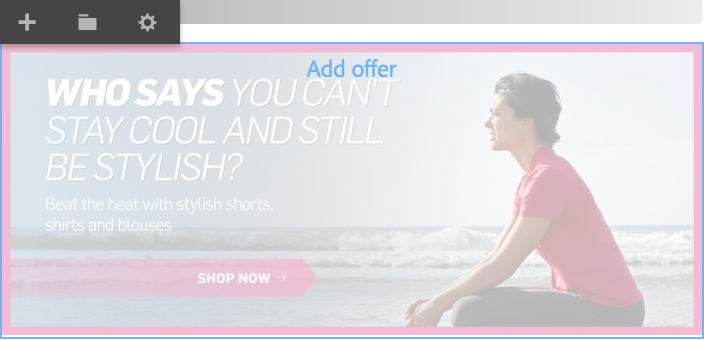 Add offer
WHO SAYS YOU CAN'T
STAY COOL AND STILL
BE STYLISH?
Beat the heat with stylish shorts,
shirts and blouses
SHOP NOW →